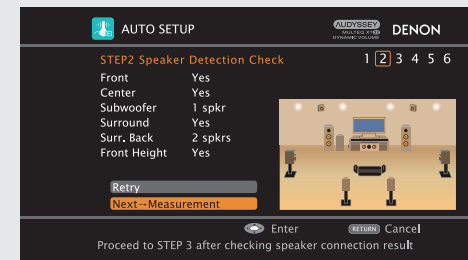 AUTO SETUP
AUDYSSEY
MULTEQ XT32
DYNAMIC VOLUME
DENON
STEP2 Speaker Detection Check
1 2 3 4 5 6
Front Yes
Center Yes
Subwoofer 1 spkr
Surround Yes
Surr. Back 2 spkrs
Front Height Yes
Retry
Next→Measurement
Enter
RETURN Cancel
Proceed to STEP 3 after checking speaker connection result